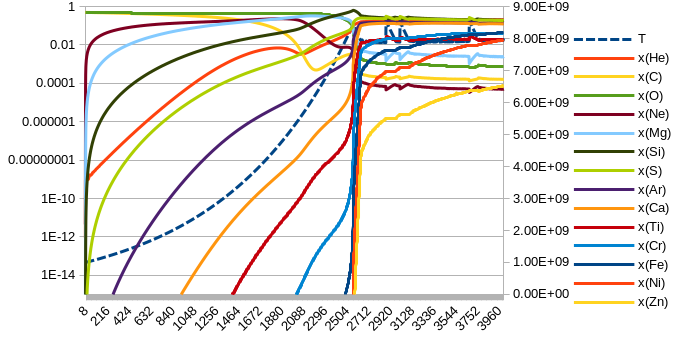 1
0.01
0.0001
0.000001
0.00000001
1E-10
1E-12
1E-14
9.00E+09
8.00E+09
7.00E+09
6.00E+09
5.00E+09
4.00E+09
3.00E+09
2.00E+09
1.00E+09
0.00E+00
8
216
424
632
840
1048
1256
1464
1672
1880
2088
2296
2504
2712
2920
3128
3336
3544
3752
3960
T
x(He)
x(C)
x(O)
x(Ne)
x(Mg)
x(Si)
x(S)
x(Ar)
x(Ca)
x(Ti)
x(Cr)
x(Fe)
x(Ni)
x(Zn)